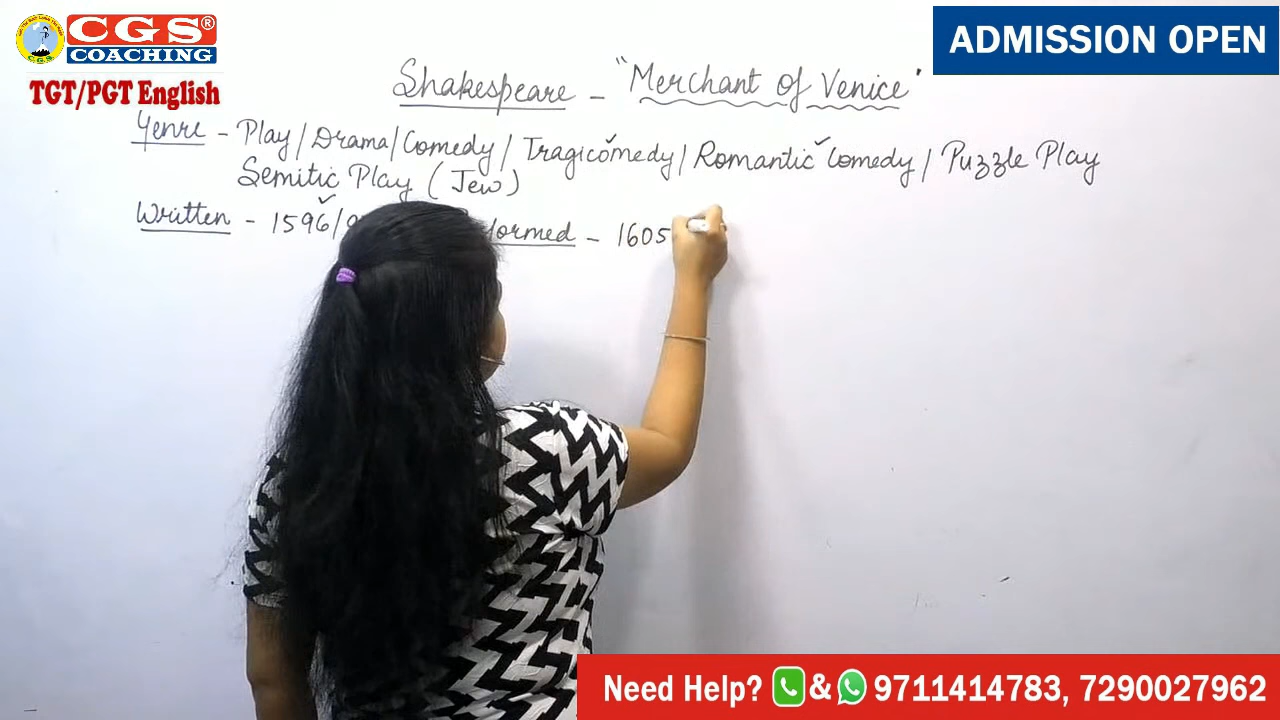 CGS®
COACHING
C.G.S.
TGT/PGT English
ADMISSION OPEN
Shakespeare - "Merchant of Venice"
Genre - Play / Drama / Comedy / Tragicomedy / Romantic Comedy / Puzzle Play
Semitic Play (Jew)
Written - 1596/ formed - 1605
Need Help? & 9711414783, 7290027962